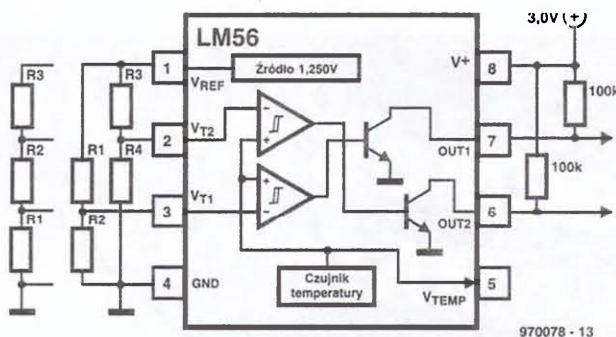 3,0V (+)
LM56
R3
R3
1
VREF
Źródło 1,250V
V+
8
100k
R2
R1
R4
2
VT2
OUT1
7
100k
R1
R2
3
VT1
OUT2
6
4
GND
Czujnik
temperatury
VTEMP
5
970078 - 13